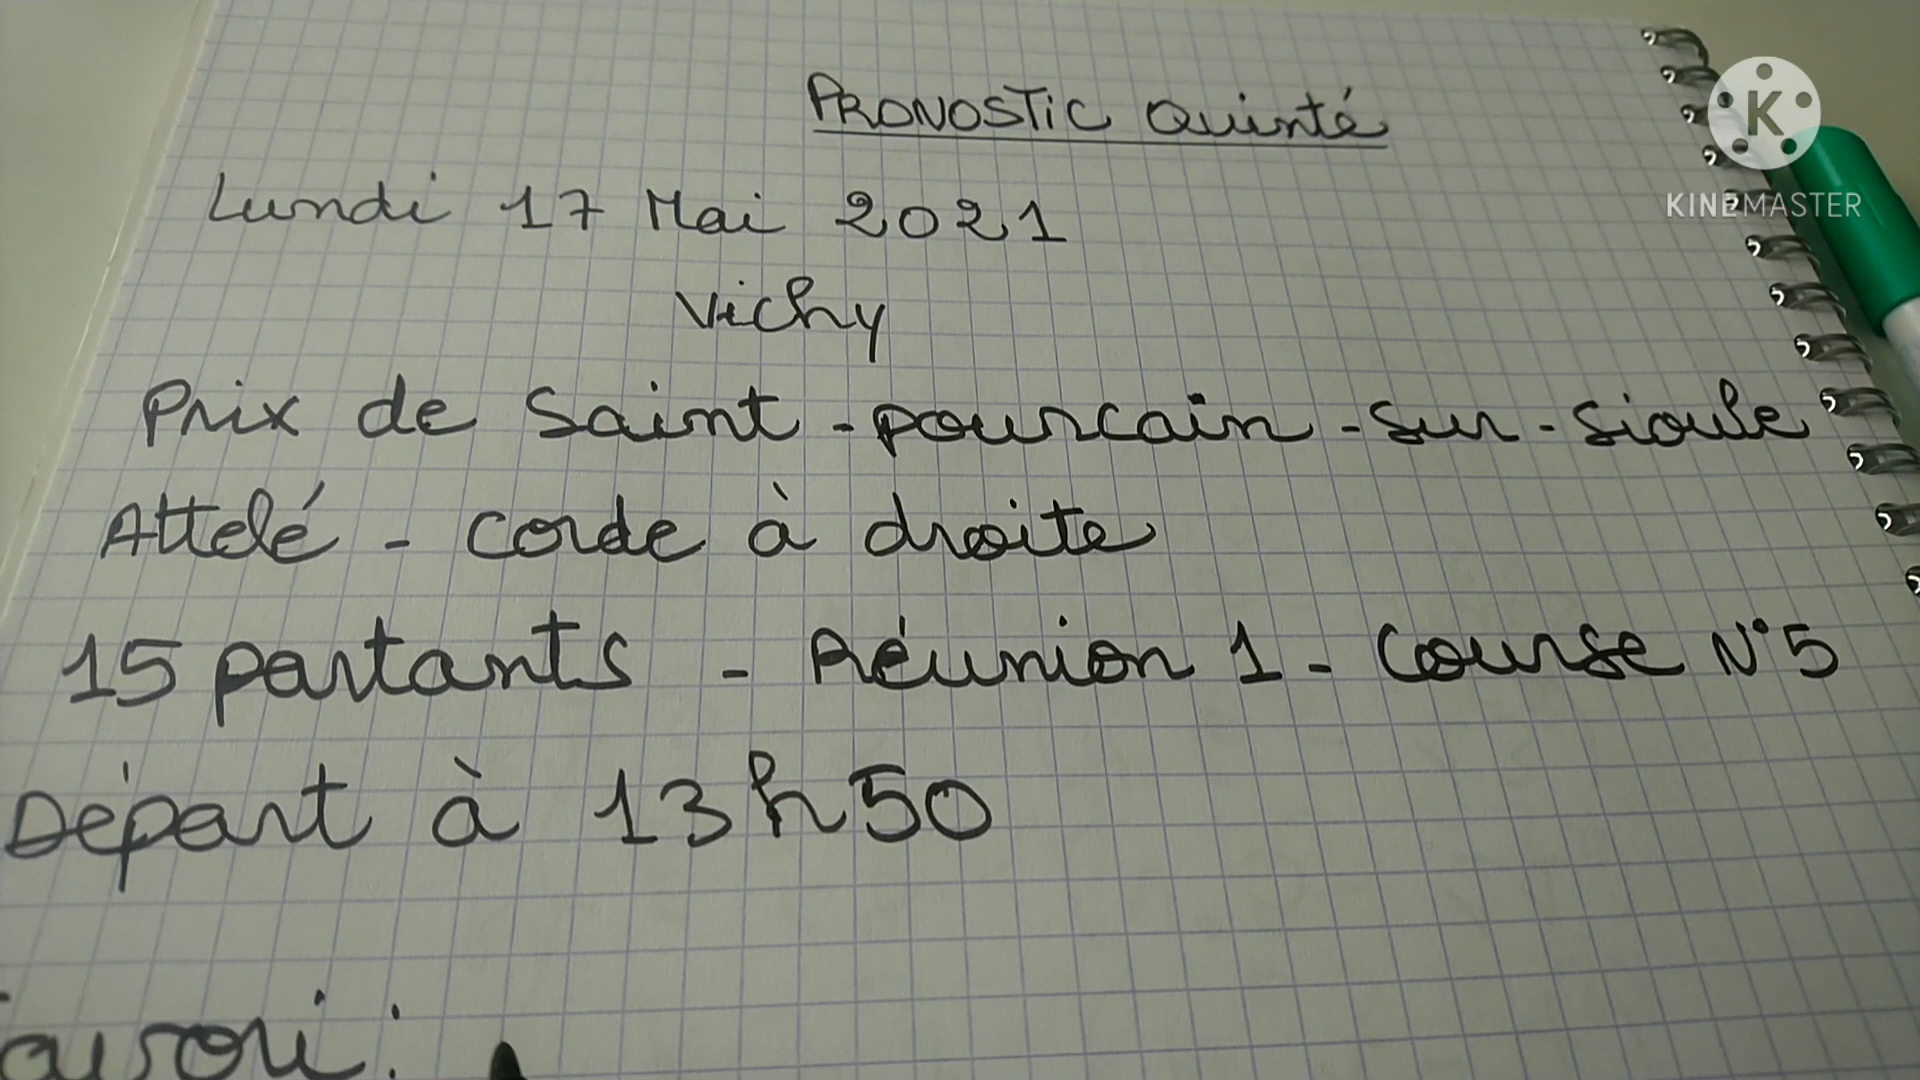 PRONOSTIC Quinté
Lundi 17 Mai 2021
Vichy
Prix de Saint-pourcain-sur-sioule
Attelé - Corde à droite
15 partants - Réunion 1 - Course N°5
Départ à 13h50
K
KINEMASTER